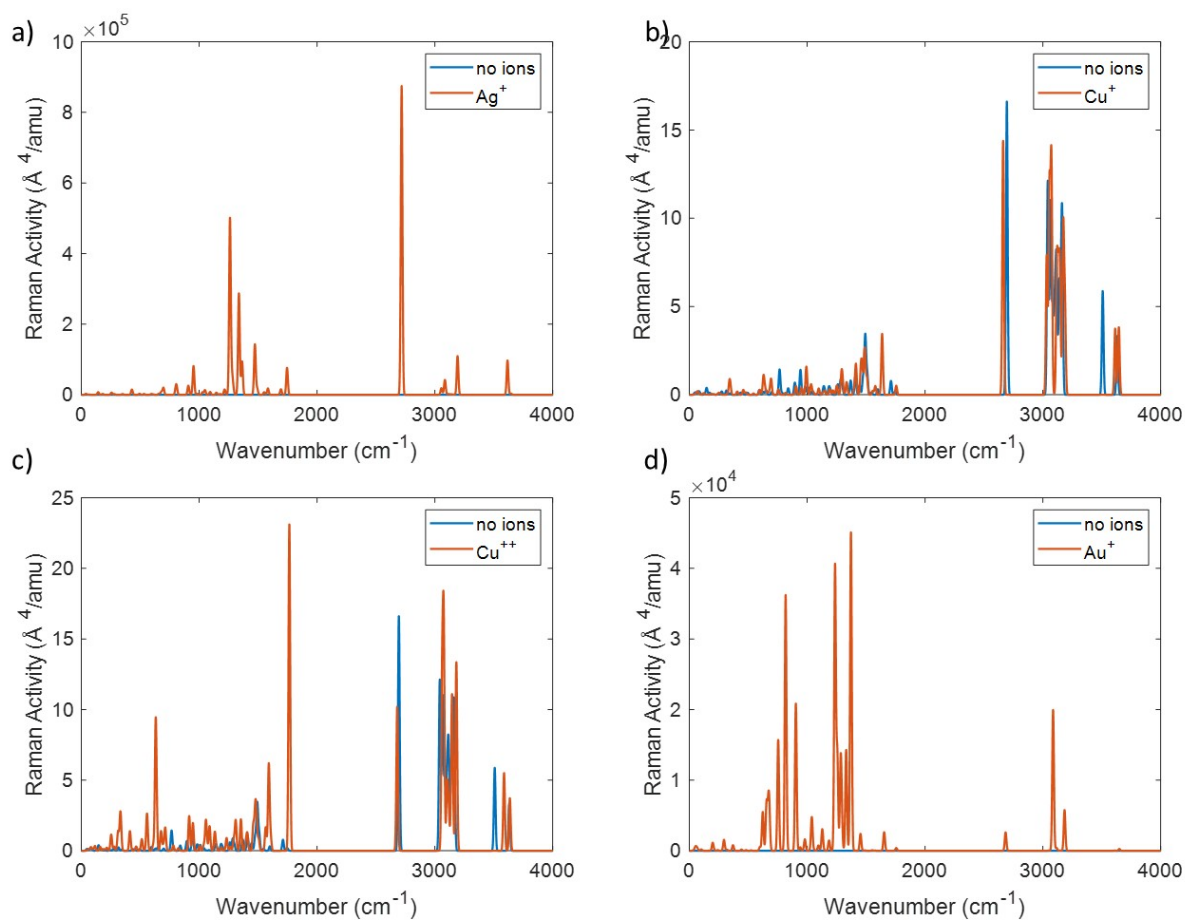 a)
×10⁵
10
8
6
4
2
0
0 1000 2000 3000 4000
Raman Activity (Å ⁴/amu)
Wavenumber (cm⁻¹)
no ions
Ag⁺
b)
20
15
10
5
0
0 1000 2000 3000 4000
Raman Activity (Å ⁴/amu)
Wavenumber (cm⁻¹)
no ions
Cu⁺
c)
25
20
15
10
5
0
0 1000 2000 3000 4000
Raman Activity (Å ⁴/amu)
Wavenumber (cm⁻¹)
no ions
Cu⁺⁺
d)
×10⁴
5
4
3
2
1
0
0 1000 2000 3000 4000
Raman Activity (Å ⁴/amu)
Wavenumber (cm⁻¹)
no ions
Au⁺